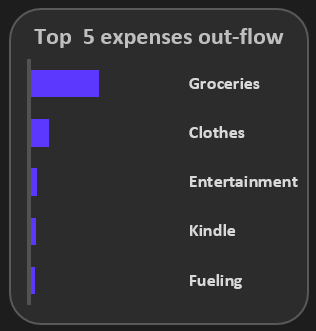 Top 5 expenses out-flow
Groceries
Clothes
Entertainment
Kindle
Fueling